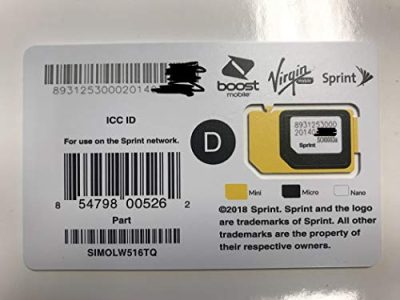 89312530002014
boost
mobile
Virgin
mobile
Sprint
ICC ID
For use on the Sprint network.
8 54798 00526 2
Part
SIMOLW516TQ
D
8931253000
20140
Sprint
Mini
Micro
Nano
©2018 Sprint. Sprint and the logo
are trademarks of Sprint. All other
trademarks are the property of
their respective owners.